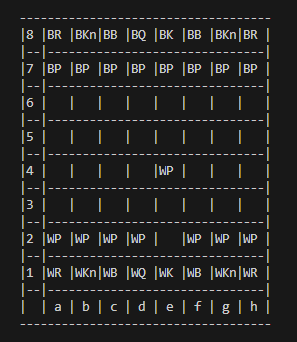 ----------------------------------
|8 |BR |BKn|BB |BQ |BK |BB |BKn|BR |
|--|-------------------------------|
|7 |BP |BP |BP |BP |BP |BP |BP |BP |
|--|-------------------------------|
|6 |   |   |   |   |   |   |   |   |
|--|-------------------------------|
|5 |   |   |   |   |   |   |   |   |
|--|-------------------------------|
|4 |   |   |   |   |WP |   |   |   |
|--|-------------------------------|
|3 |   |   |   |   |   |   |   |   |
|--|-------------------------------|
|2 |WP |WP |WP |WP |   |WP |WP |WP |
|--|-------------------------------|
|1 |WR |WKn|WB |WQ |WK |WB |WKn|WR |
|--|-------------------------------|
|  | a | b | c | d | e | f | g | h |
----------------------------------